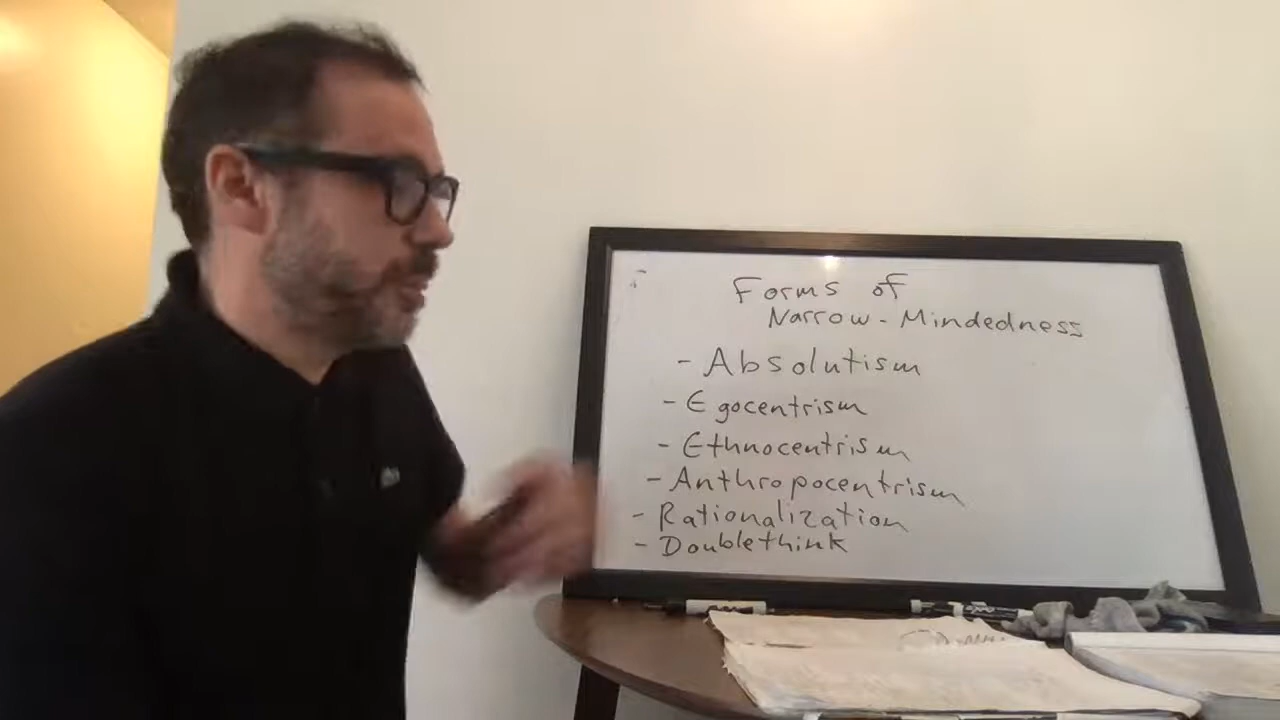 Forms of
Narrow-Mindedness
- Absolutism
- Egocentrism
- Ethnocentrism
- Anthropocentrism
- Rationalization
- Doublethink